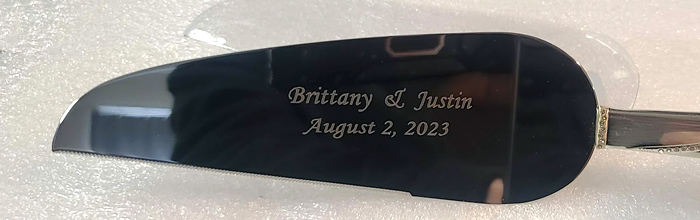 Brittany & Justin
August 2, 2023